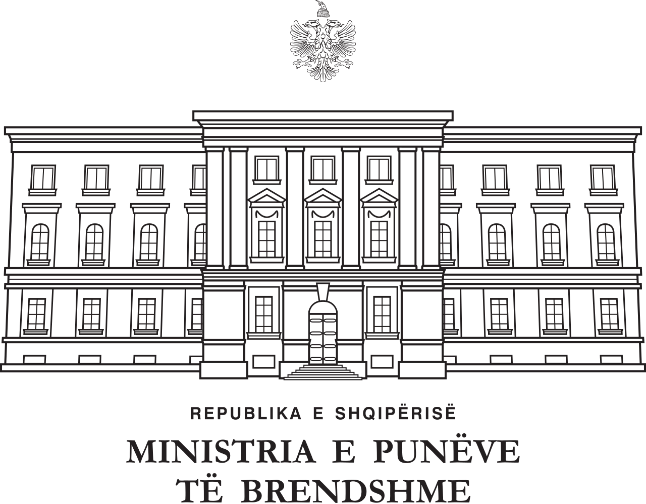 REPUBLIKA E SHQIPËRISË
MINISTRIA E PUNËVE
TË BRENDSHME